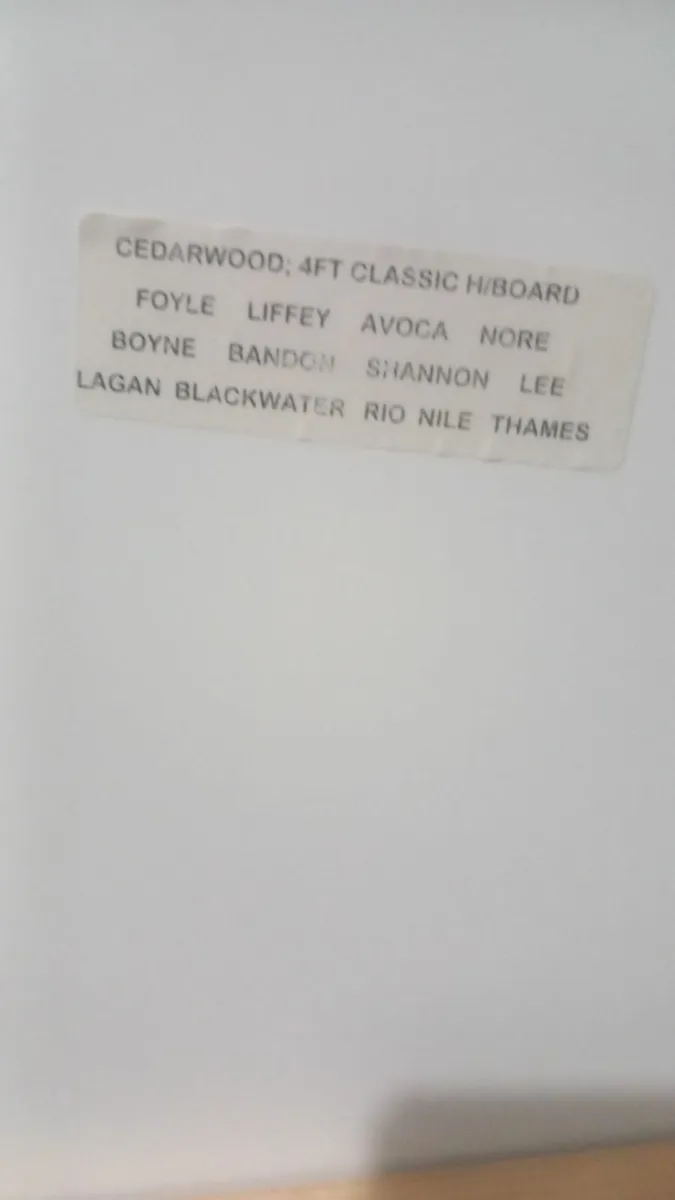 CEDARWOOD; 4FT CLASSIC H/BOARD
FOYLE LIFFEY AVOCA NORE
BOYNE BANDON SHANNON LEE
LAGAN BLACKWATER RIO NILE THAMES